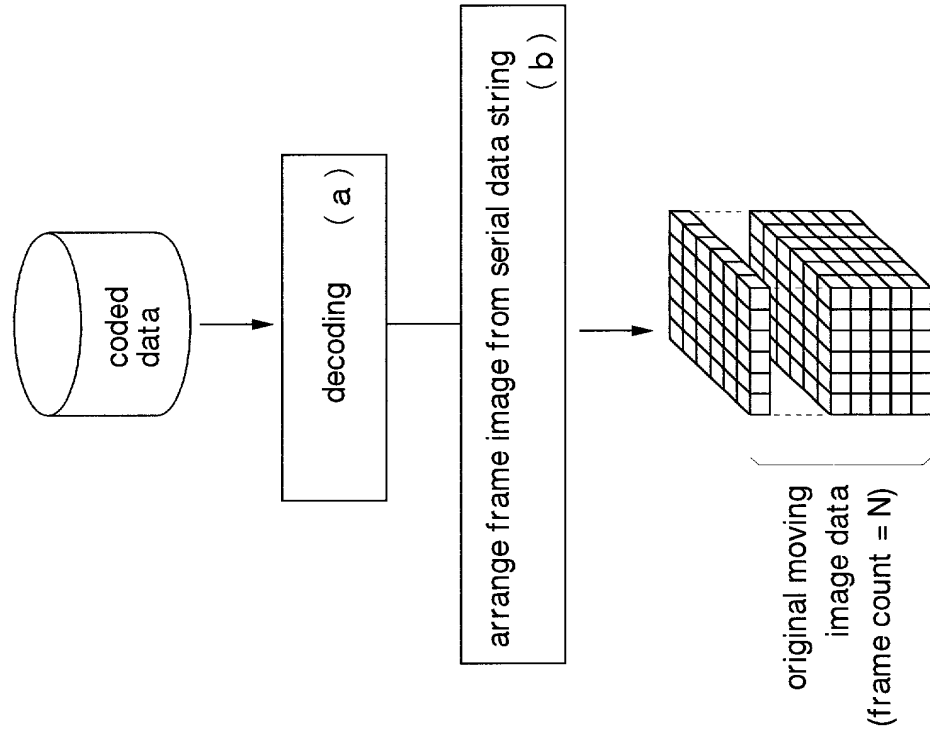 coded
data
decoding
( a )
arrange frame image from serial data string
( b )
original moving
image data
(frame count = N)